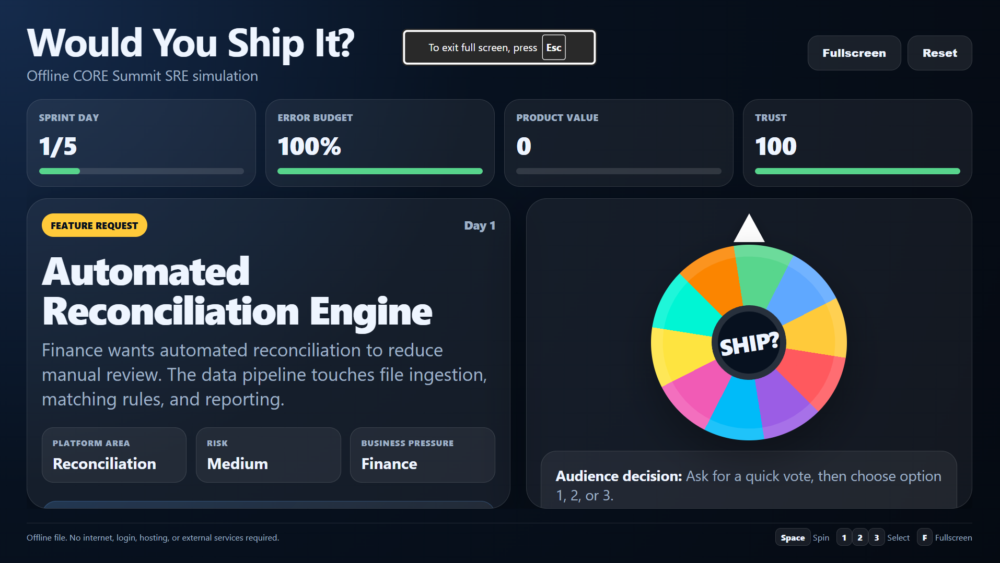 Would You Ship It?
Offline CORE Summit SRE simulation
To exit full screen, press Esc
Fullscreen
Reset
SPRINT DAY
1/5
ERROR BUDGET
100%
PRODUCT VALUE
0
TRUST
100
FEATURE REQUEST
Day 1
Automated
Reconciliation Engine
Finance wants automated reconciliation to reduce
manual review. The data pipeline touches file ingestion,
matching rules, and reporting.
PLATFORM AREA
Reconciliation
RISK
Medium
BUSINESS PRESSURE
Finance
SHIP?
Audience decision: Ask for a quick vote, then choose option
1, 2, or 3.
Offline file. No internet, login, hosting, or external services required.
Space Spin 1 2 3 Select F Fullscreen